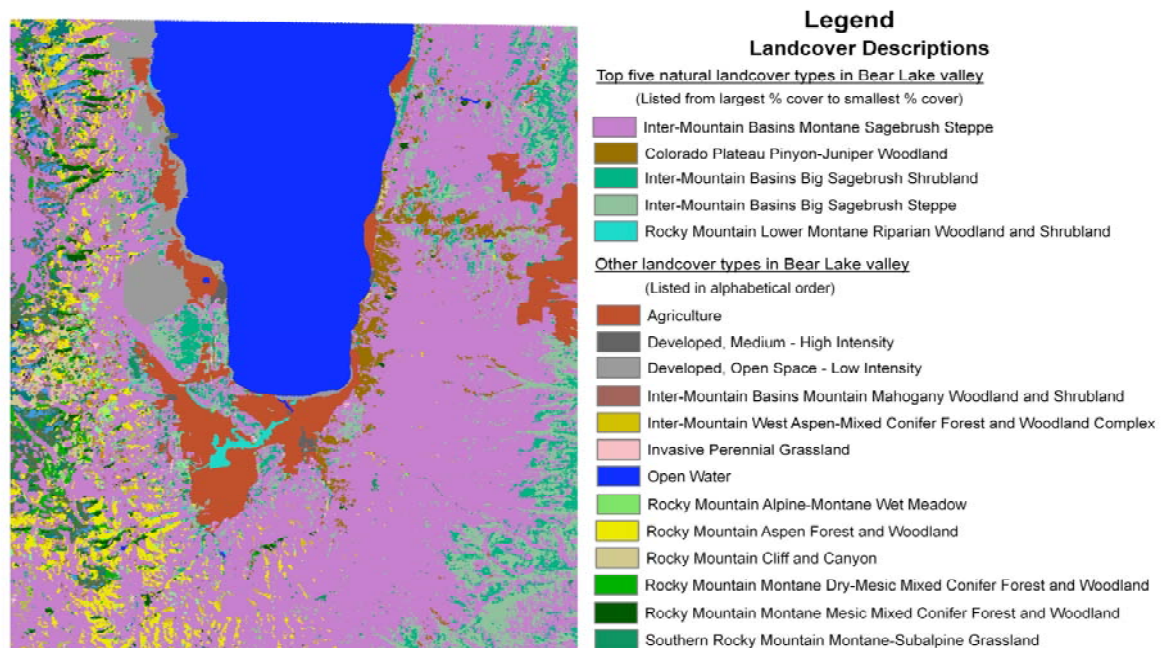 Legend
Landcover Descriptions
Top five natural landcover types in Bear Lake valley
(Listed from largest % cover to smallest % cover)
Inter-Mountain Basins Montane Sagebrush Steppe
Colorado Plateau Pinyon-Juniper Woodland
Inter-Mountain Basins Big Sagebrush Shrubland
Inter-Mountain Basins Big Sagebrush Steppe
Rocky Mountain Lower Montane Riparian Woodland and Shrubland
Other landcover types in Bear Lake valley
(Listed in alphabetical order)
Agriculture
Developed, Medium - High Intensity
Developed, Open Space - Low Intensity
Inter-Mountain Basins Mountain Mahogany Woodland and Shrubland
Inter-Mountain West Aspen-Mixed Conifer Forest and Woodland Complex
Invasive Perennial Grassland
Open Water
Rocky Mountain Alpine-Montane Wet Meadow
Rocky Mountain Aspen Forest and Woodland
Rocky Mountain Cliff and Canyon
Rocky Mountain Montane Dry-Mesic Mixed Conifer Forest and Woodland
Rocky Mountain Montane Mesic Mixed Conifer Forest and Woodland
Southern Rocky Mountain Montane-Subalpine Grassland